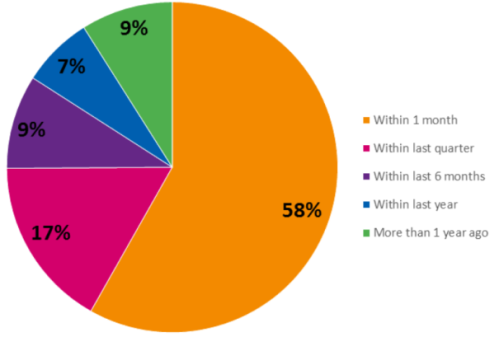 9%
7%
9%
17%
58%
Within 1 month
Within last quarter
Within last 6 months
Within last year
More than 1 year ago